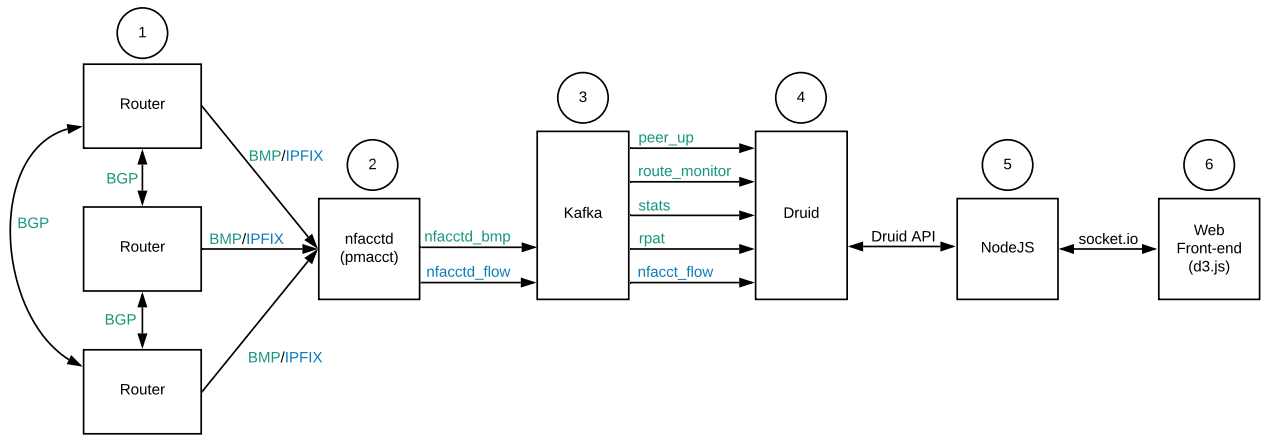 1
Router
BGP
BGP
Router
BGP
Router
BMP/IPFIX
BMP/IPFIX
BMP/IPFIX
2
nfacctd
(pmacct)
nfacctd_bmp
nfacctd_flow
3
Kafka
peer_up
route_monitor
stats
rpat
nfacct_flow
4
Druid
Druid API
5
NodeJS
socket.io
6
Web
Front-end
(d3.js)